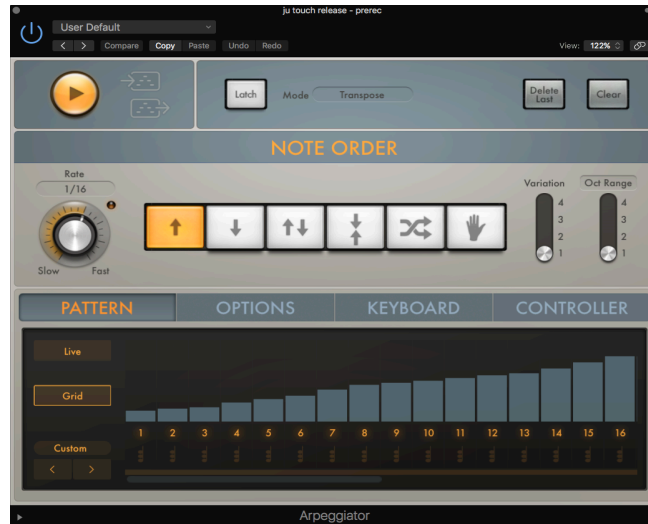 ju touch release - prerec
User Default
< > Compare Copy Paste Undo Redo View: 122%
Latch Mode Transpose Delete Last Clear
NOTE ORDER
Rate
1/16
Slow Fast
Variation Oct Range
4 4
3 3
2 2
1 1
PATTERN OPTIONS KEYBOARD CONTROLLER
Live
Grid
Custom
< >
1 2 3 4 5 6 7 8 9 10 11 12 13 14 15 16
Arpeggiator